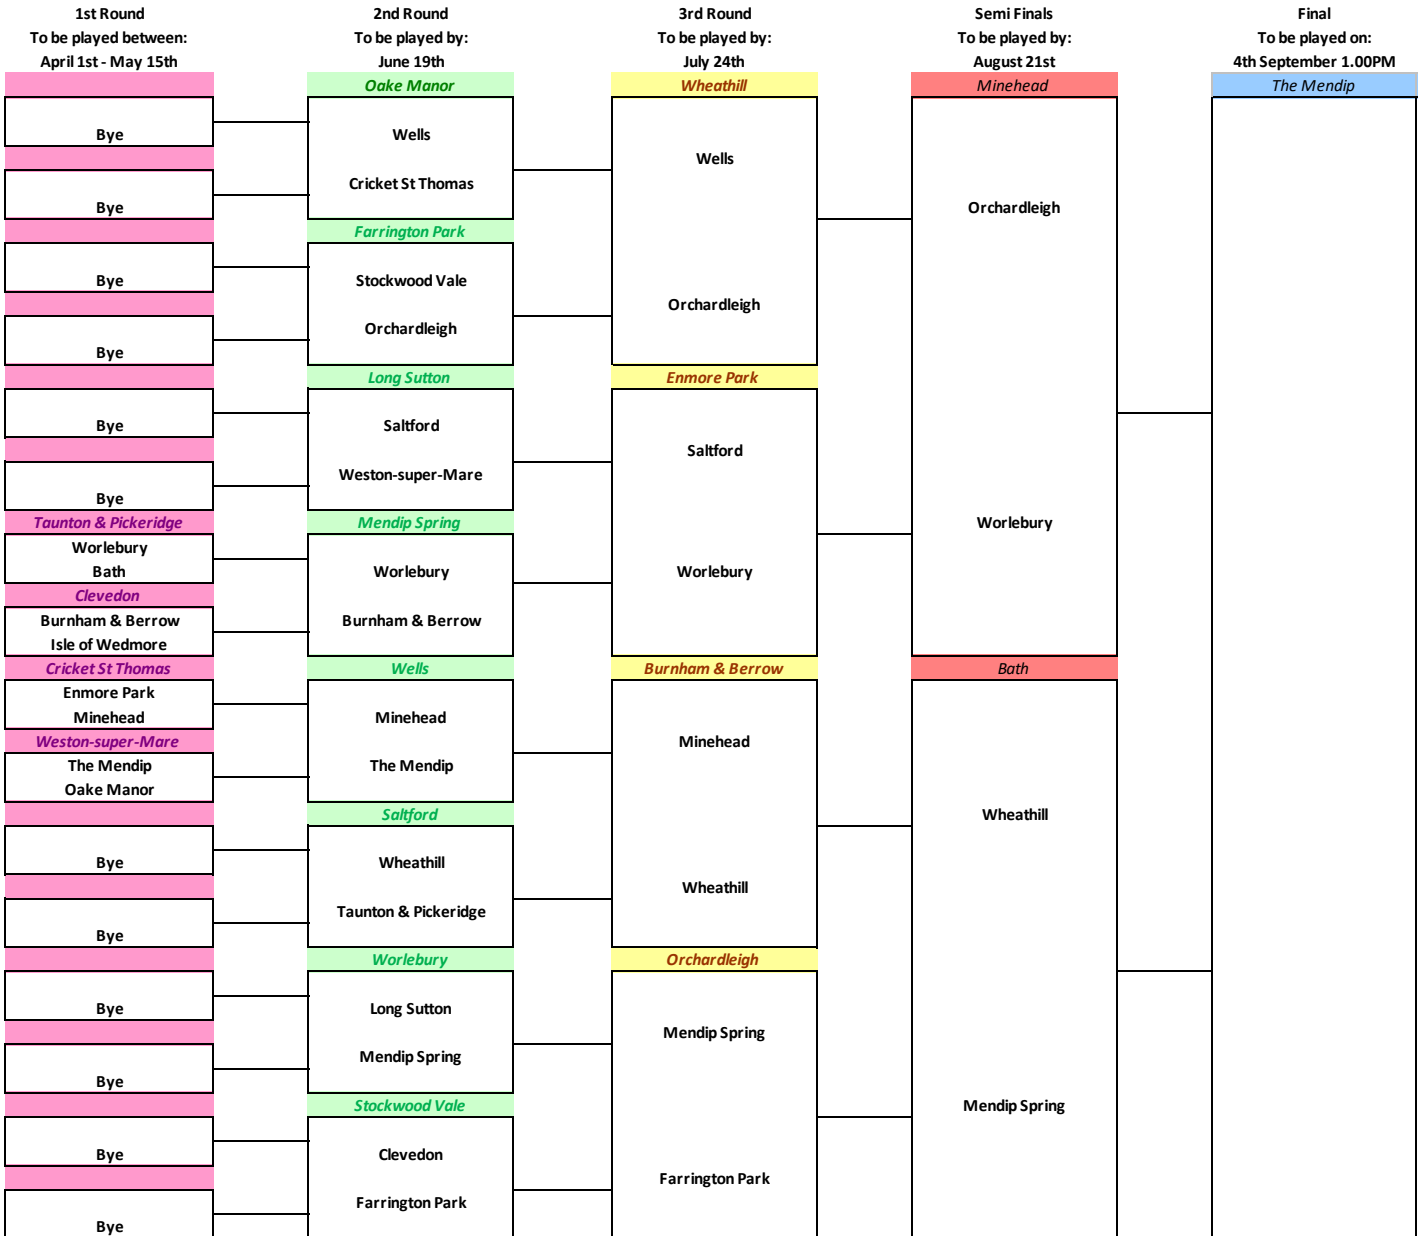 1st Round
To be played between:
April 1st - May 15th
Bye
Bye
Bye
Bye
Bye
Bye
Taunton & Pickeridge
Worlebury
Bath
Clevedon
Burnham & Berrow
Isle of Wedmore
Cricket St Thomas
Enmore Park
Minehead
Weston-super-Mare
The Mendip
Oake Manor
Bye
Bye
Bye
Bye
Bye
Bye
2nd Round
To be played by:
June 19th
Oake Manor
Wells
Cricket St Thomas
Farrington Park
Stockwood Vale
Orchardleigh
Long Sutton
Saltford
Weston-super-Mare
Mendip Spring
Worlebury
Burnham & Berrow
Wells
Minehead
The Mendip
Saltford
Wheathill
Taunton & Pickeridge
Worlebury
Long Sutton
Mendip Spring
Stockwood Vale
Clevedon
Farrington Park
3rd Round
To be played by:
July 24th
Wheathill
Wells
Orchardleigh
Enmore Park
Saltford
Worlebury
Burnham & Berrow
Minehead
Wheathill
Orchardleigh
Mendip Spring
Farrington Park
Semi Finals
To be played by:
August 21st
Minehead
Orchardleigh
Worlebury
Bath
Wheathill
Mendip Spring
Final
To be played on:
4th September 1.00PM
The Mendip